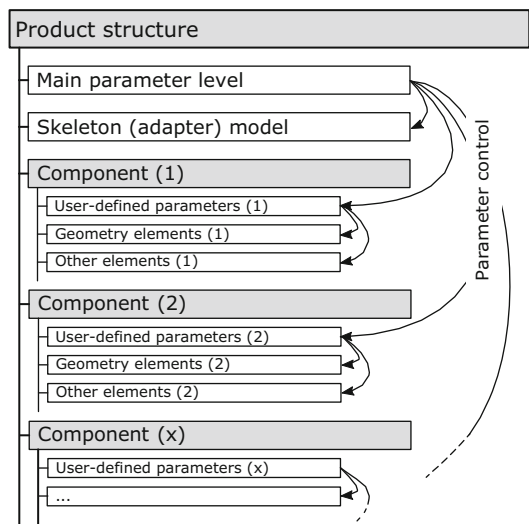 Product structure
Main parameter level
Skeleton (adapter) model
Component (1)
User-defined parameters (1)
Geometry elements (1)
Other elements (1)
Component (2)
User-defined parameters (2)
Geometry elements (2)
Other elements (2)
Component (x)
User-defined parameters (x)
...
Parameter control